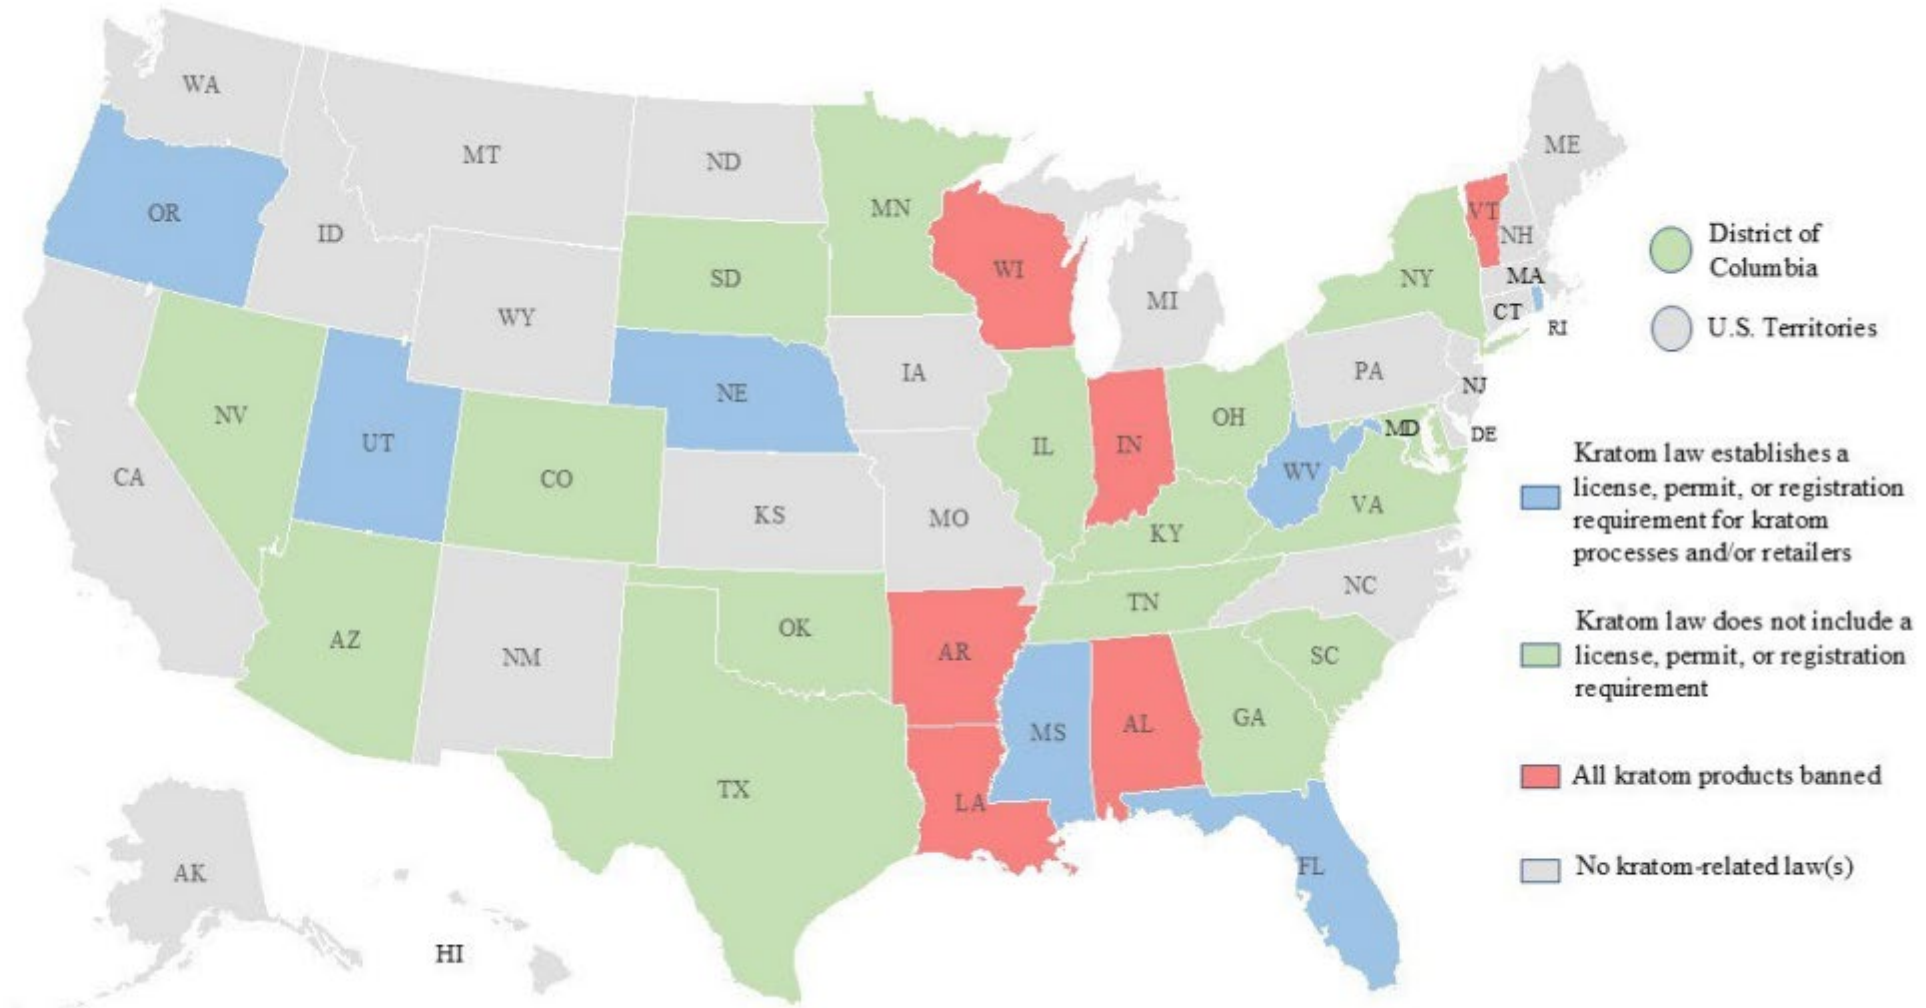 WA
MT
ND
MN
ME
OR
ID
SD
WI
VT
NH
WY
MI
NY
MA
CT
RI
IA
NE
PA
NJ
NV
UT
OH
MD
DE
CO
IL
IN
WV
CA
KS
MO
KY
VA
AZ
NM
OK
TN
NC
AR
SC
MS
AL
GA
TX
LA
FL
AK
HI
District of
Columbia
U.S. Territories
Kratom law establishes a
license, permit, or registration
requirement for kratom
processes and/or retailers
Kratom law does not include a
license, permit, or registration
requirement
All kratom products banned
No kratom-related law(s)